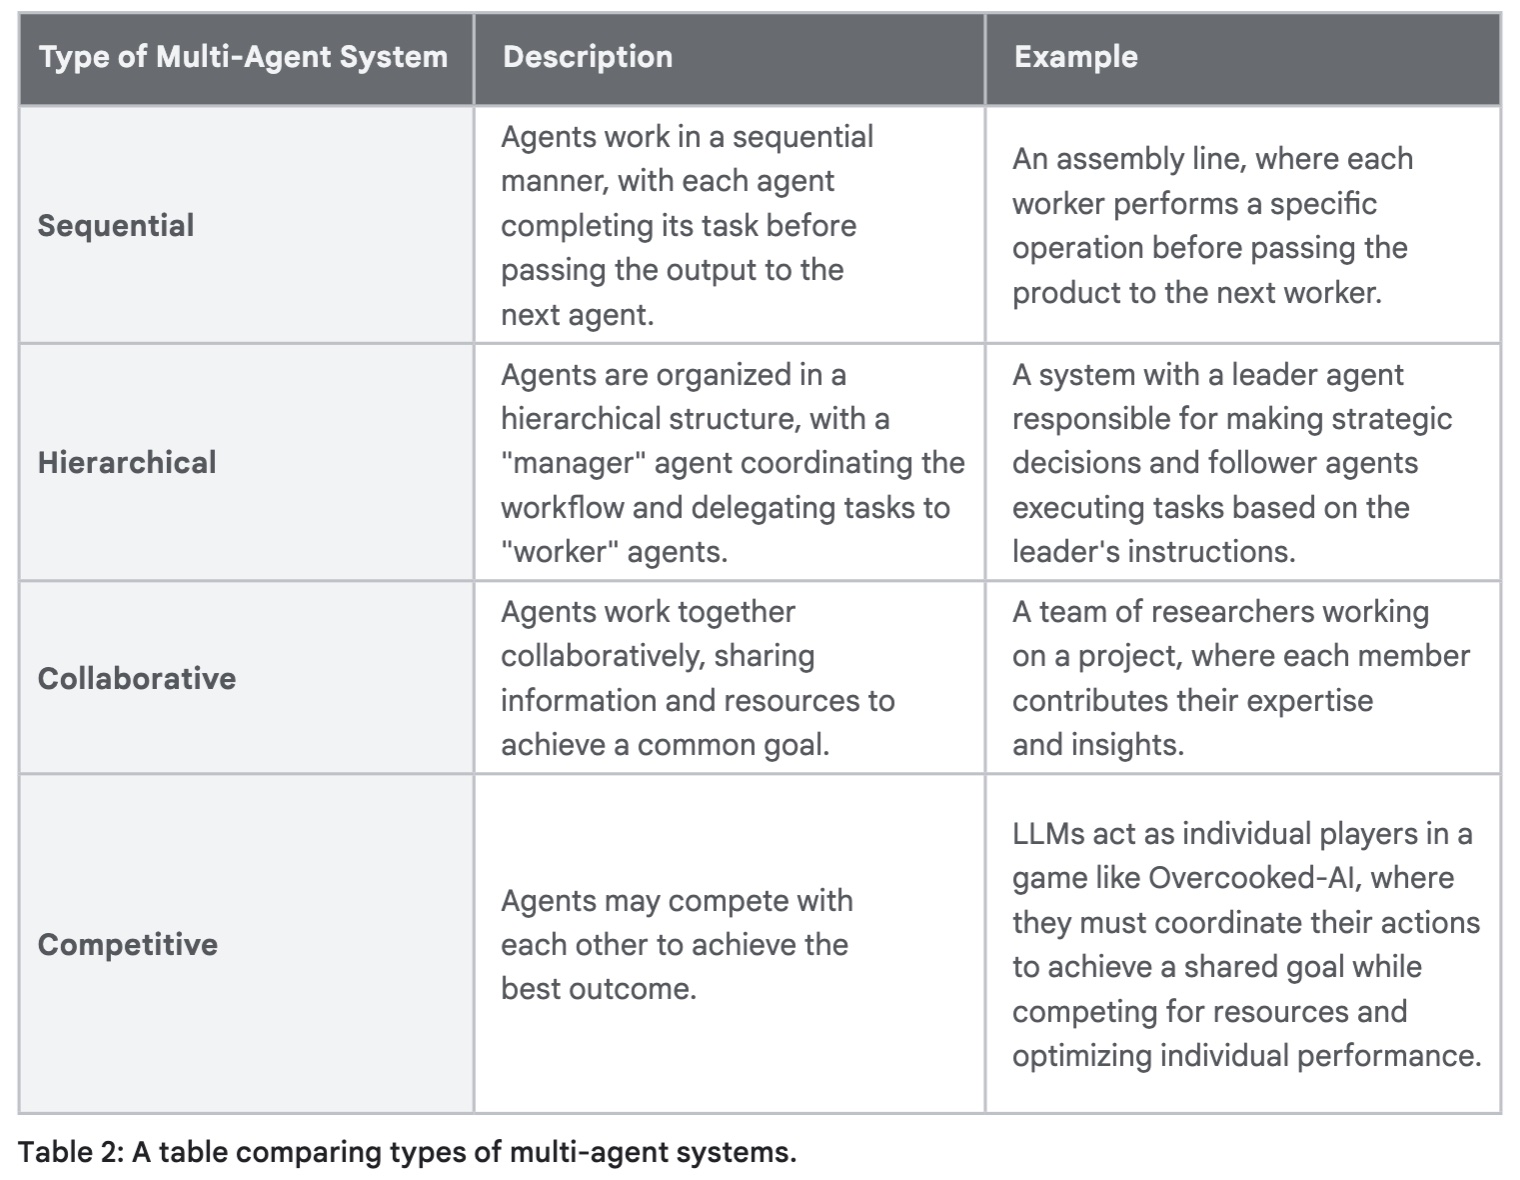 Type of Multi-Agent System
Description
Example
Sequential
Agents work in a sequential
manner, with each agent
completing its task before
passing the output to the
next agent.
An assembly line, where each
worker performs a specific
operation before passing the
product to the next worker.
Hierarchical
Agents are organized in a
hierarchical structure, with a
"manager" agent coordinating the
workflow and delegating tasks to
"worker" agents.
A system with a leader agent
responsible for making strategic
decisions and follower agents
executing tasks based on the
leader's instructions.
Collaborative
Agents work together
collaboratively, sharing
information and resources to
achieve a common goal.
A team of researchers working
on a project, where each member
contributes their expertise
and insights.
Competitive
Agents may compete with
each other to achieve the
best outcome.
LLMs act as individual players in a
game like Overcooked-AI, where
they must coordinate their actions
to achieve a shared goal while
competing for resources and
optimizing individual performance.
Table 2: A table comparing types of multi-agent systems.